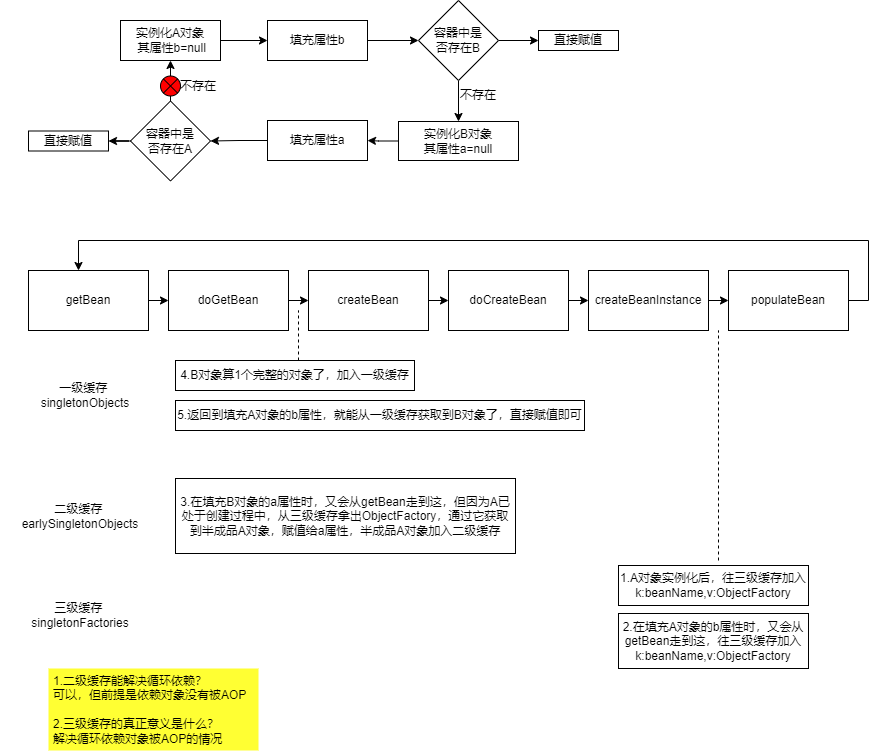 实例化A对象
其属性b=null
填充属性b
容器中是
否存在B
直接赋值
不存在
不存在
直接赋值
容器中是
否存在A
填充属性a
实例化B对象
其属性a=null
getBean
doGetBean
createBean
doCreateBean
createBeanInstance
populateBean
一级缓存
singletonObjects
4.B对象算1个完整的对象了，加入一级缓存
5.返回到填充A对象的b属性，就能从一级缓存获取到B对象了，直接赋值即可
二级缓存
earlySingletonObjects
3.在填充B对象的a属性时，又会从getBean走到这，但因为A已
处于创建过程中，从三级缓存拿出ObjectFactory，通过它获取
到半成品A对象，赋值给a属性，半成品A对象加入二级缓存
三级缓存
singletonFactories
1.A对象实例化后，往三级缓存加入
k:beanName,v:ObjectFactory
2.在填充A对象的b属性时，又会从
getBean走到这，往三级缓存加入
k:beanName,v:ObjectFactory
1.二级缓存能解决循环依赖？
可以，但前提是依赖对象没有被AOP
2.三级缓存的真正意义是什么？
解决循环依赖对象被AOP的情况